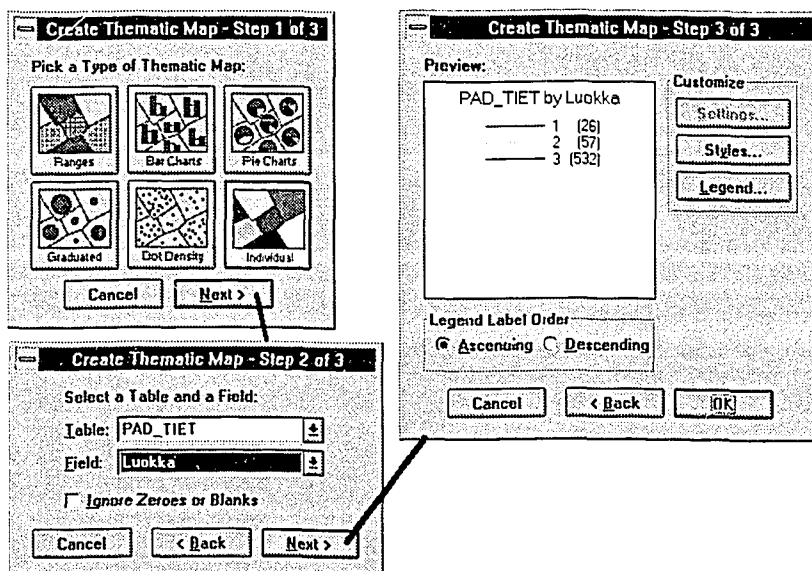 Create Thematic Map - Step 1 of 3
Pick a Type of Thematic Map:
Ranges
Bar Charts
Pie Charts
Graduated
Dot Density
Individual
Cancel
Next >
Create Thematic Map - Step 2 of 3
Select a Table and a Field:
Table: PAD_TIET
Field: Luokka
Ignore Zeroes or Blanks
Cancel
< Back
Next >
Create Thematic Map - Step 3 of 3
Preview:
PAD_TIET by Luokka
1 (26)
2 (57)
3 (532)
Customize
Settings...
Styles...
Legend...
Legend Label Order
Ascending
Descending
Cancel
< Back
OK